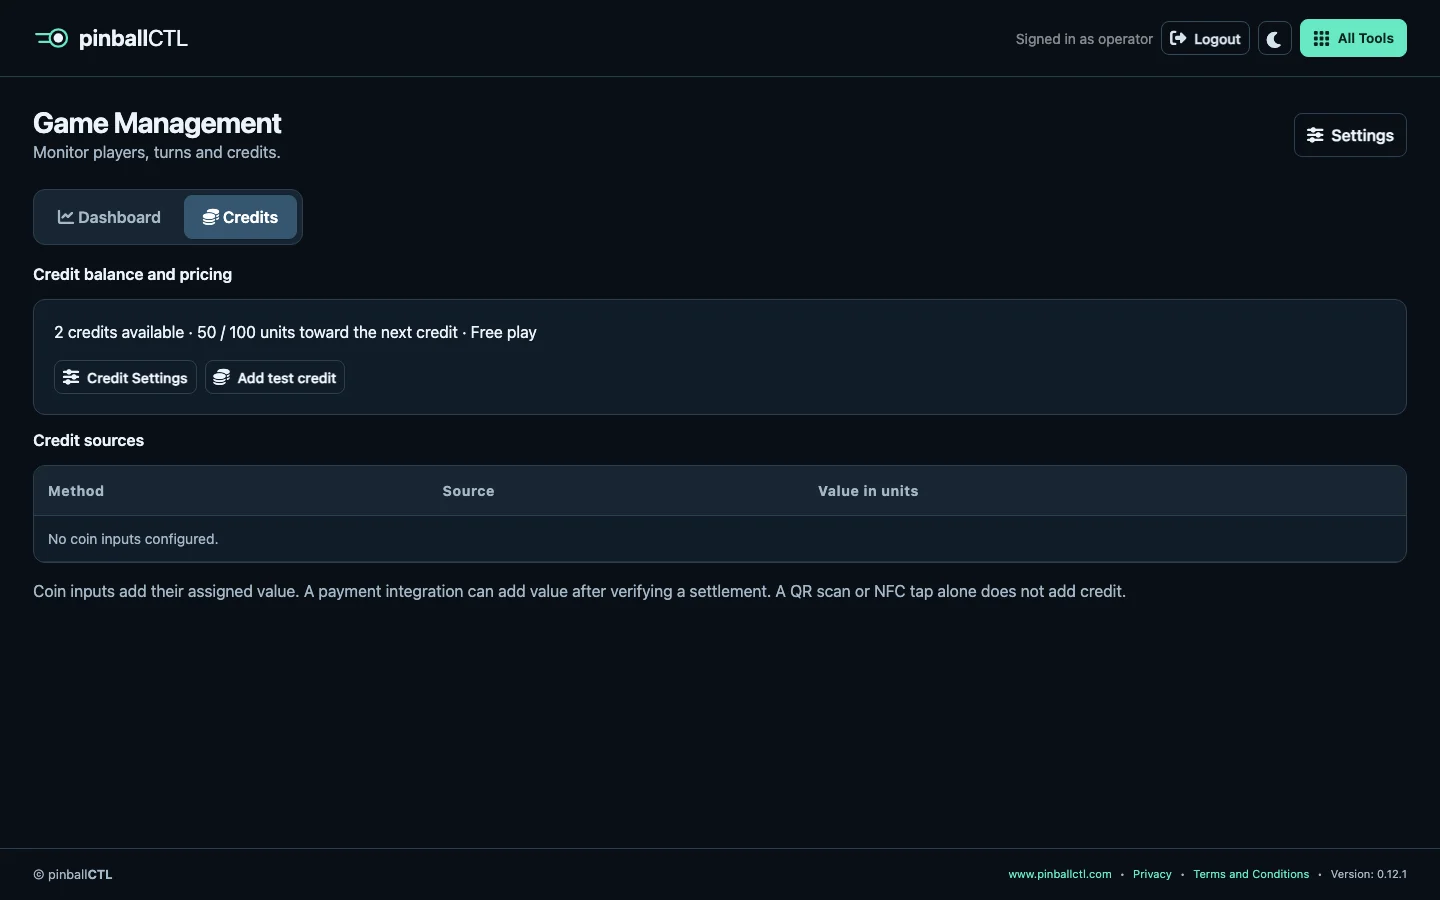 pinballCTL
Signed in as operator
Logout
All Tools
Game Management
Monitor players, turns and credits.
Settings
Dashboard
Credits
Credit balance and pricing
2 credits available · 50 / 100 units toward the next credit · Free play
Credit Settings
Add test credit
Credit sources
Method
Source
Value in units
No coin inputs configured.
Coin inputs add their assigned value. A payment integration can add value after verifying a settlement. A QR scan or NFC tap alone does not add credit.
© pinballCTL
www.pinballctl.com • Privacy • Terms and Conditions • Version: 0.12.1